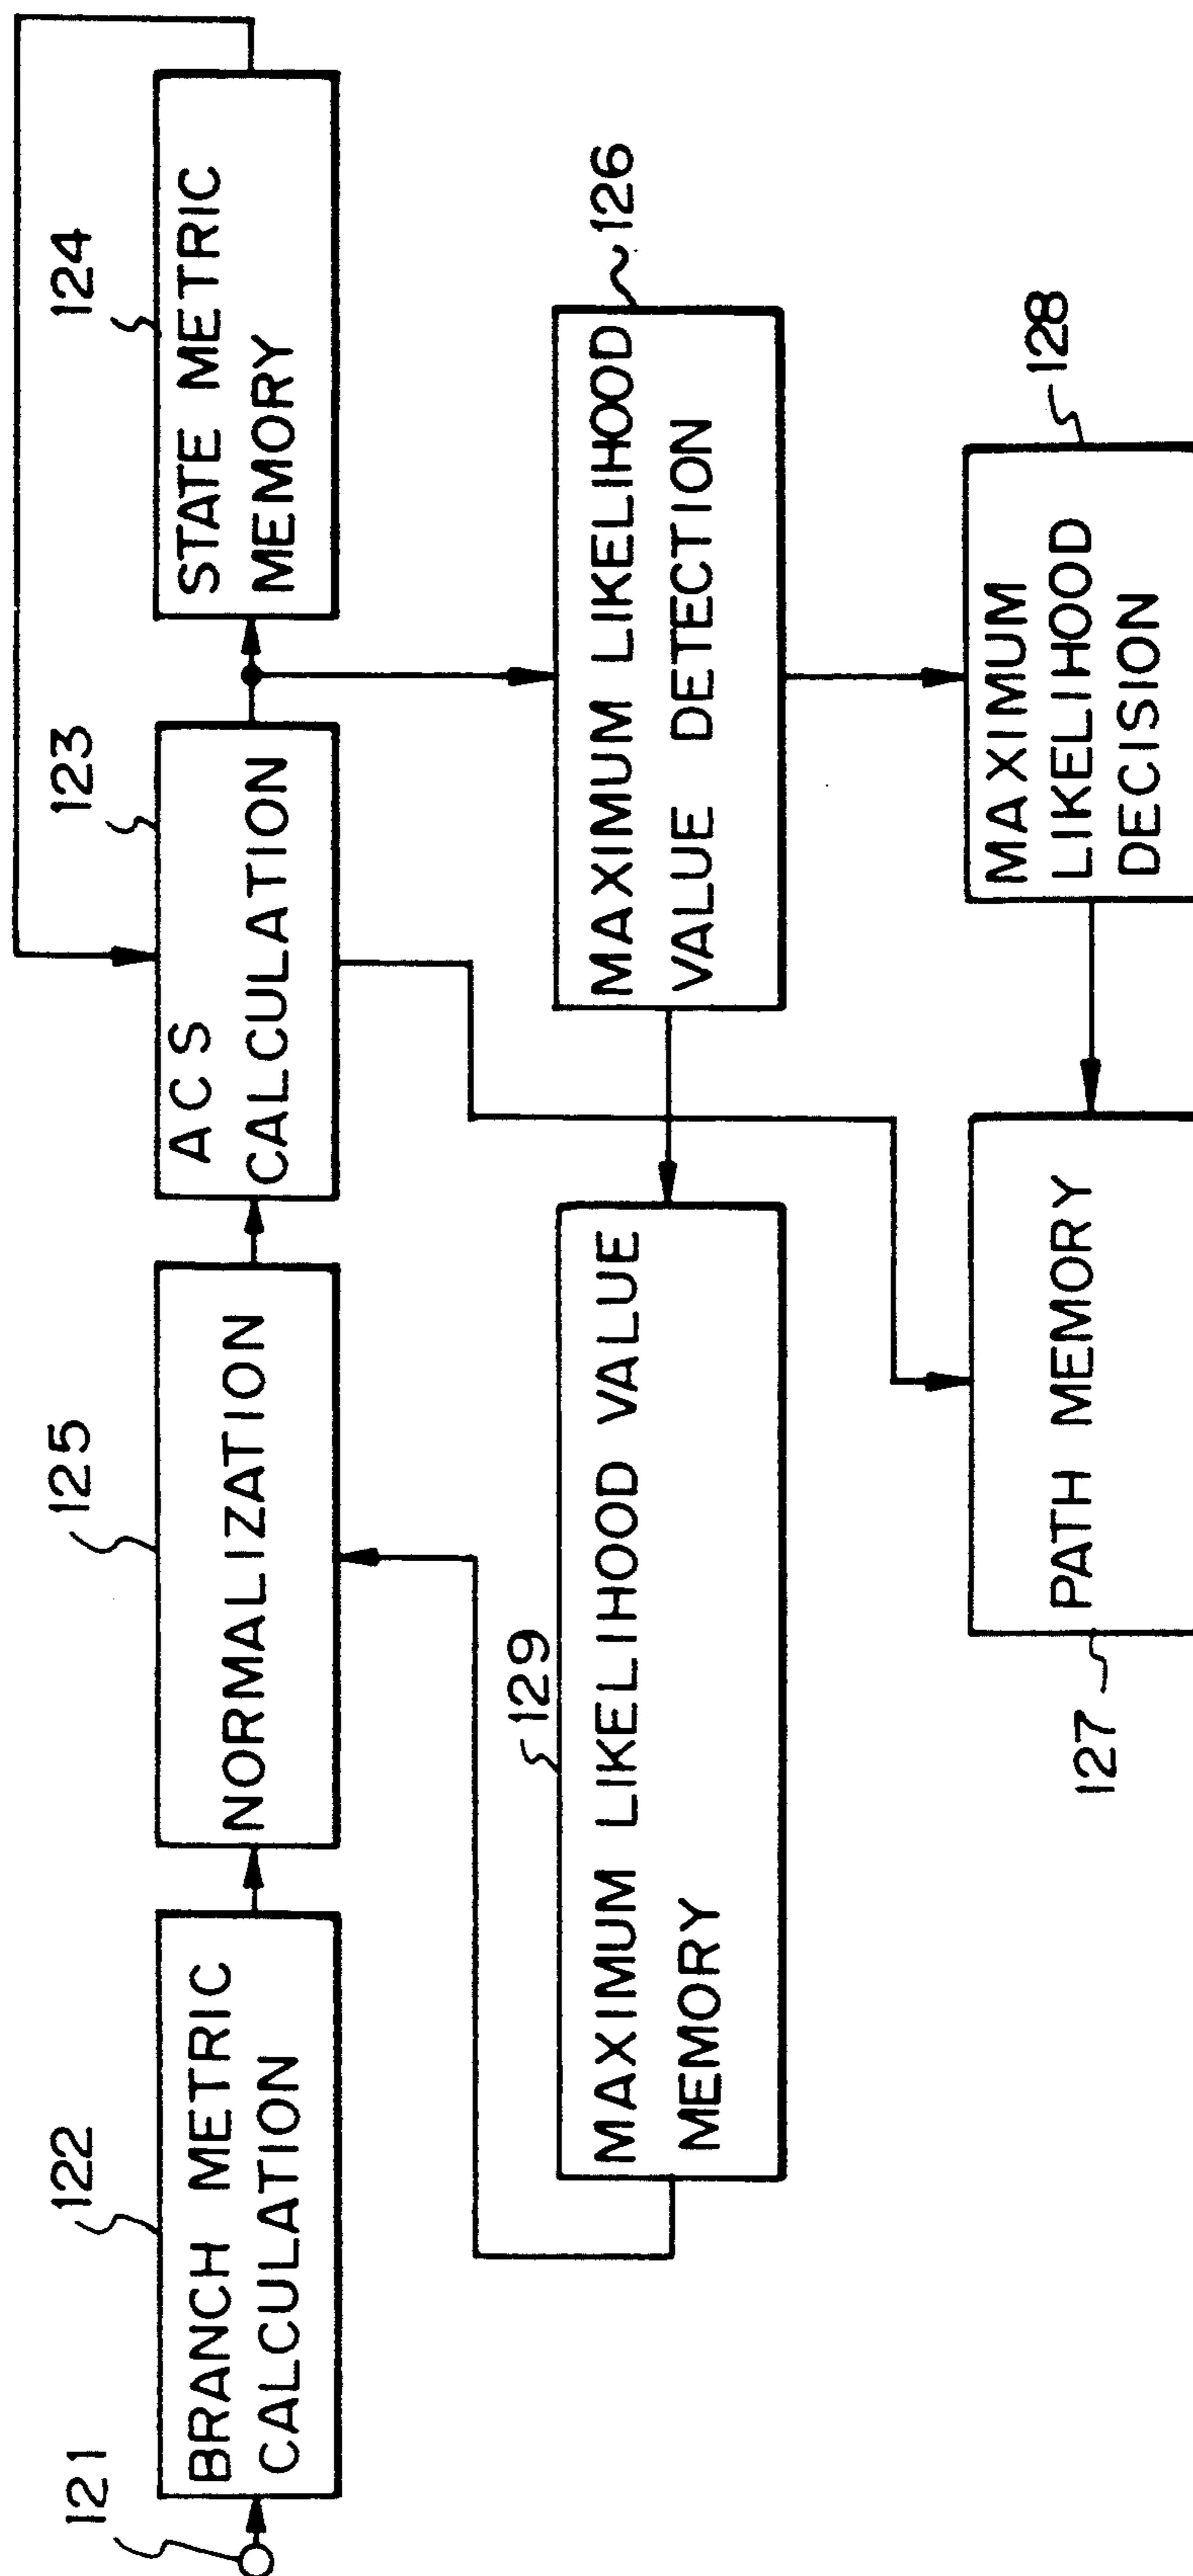 121
122
BRANCH METRIC
CALCULATION
125
NORMALIZATION
123
ACS
CALCULATION
124
STATE METRIC
MEMORY
129
MAXIMUM LIKELIHOOD VALUE
MEMORY
126
MAXIMUM LIKELIHOOD
VALUE DETECTION
127
PATH MEMORY
128
MAXIMUM
LIKELIHOOD
DECISION